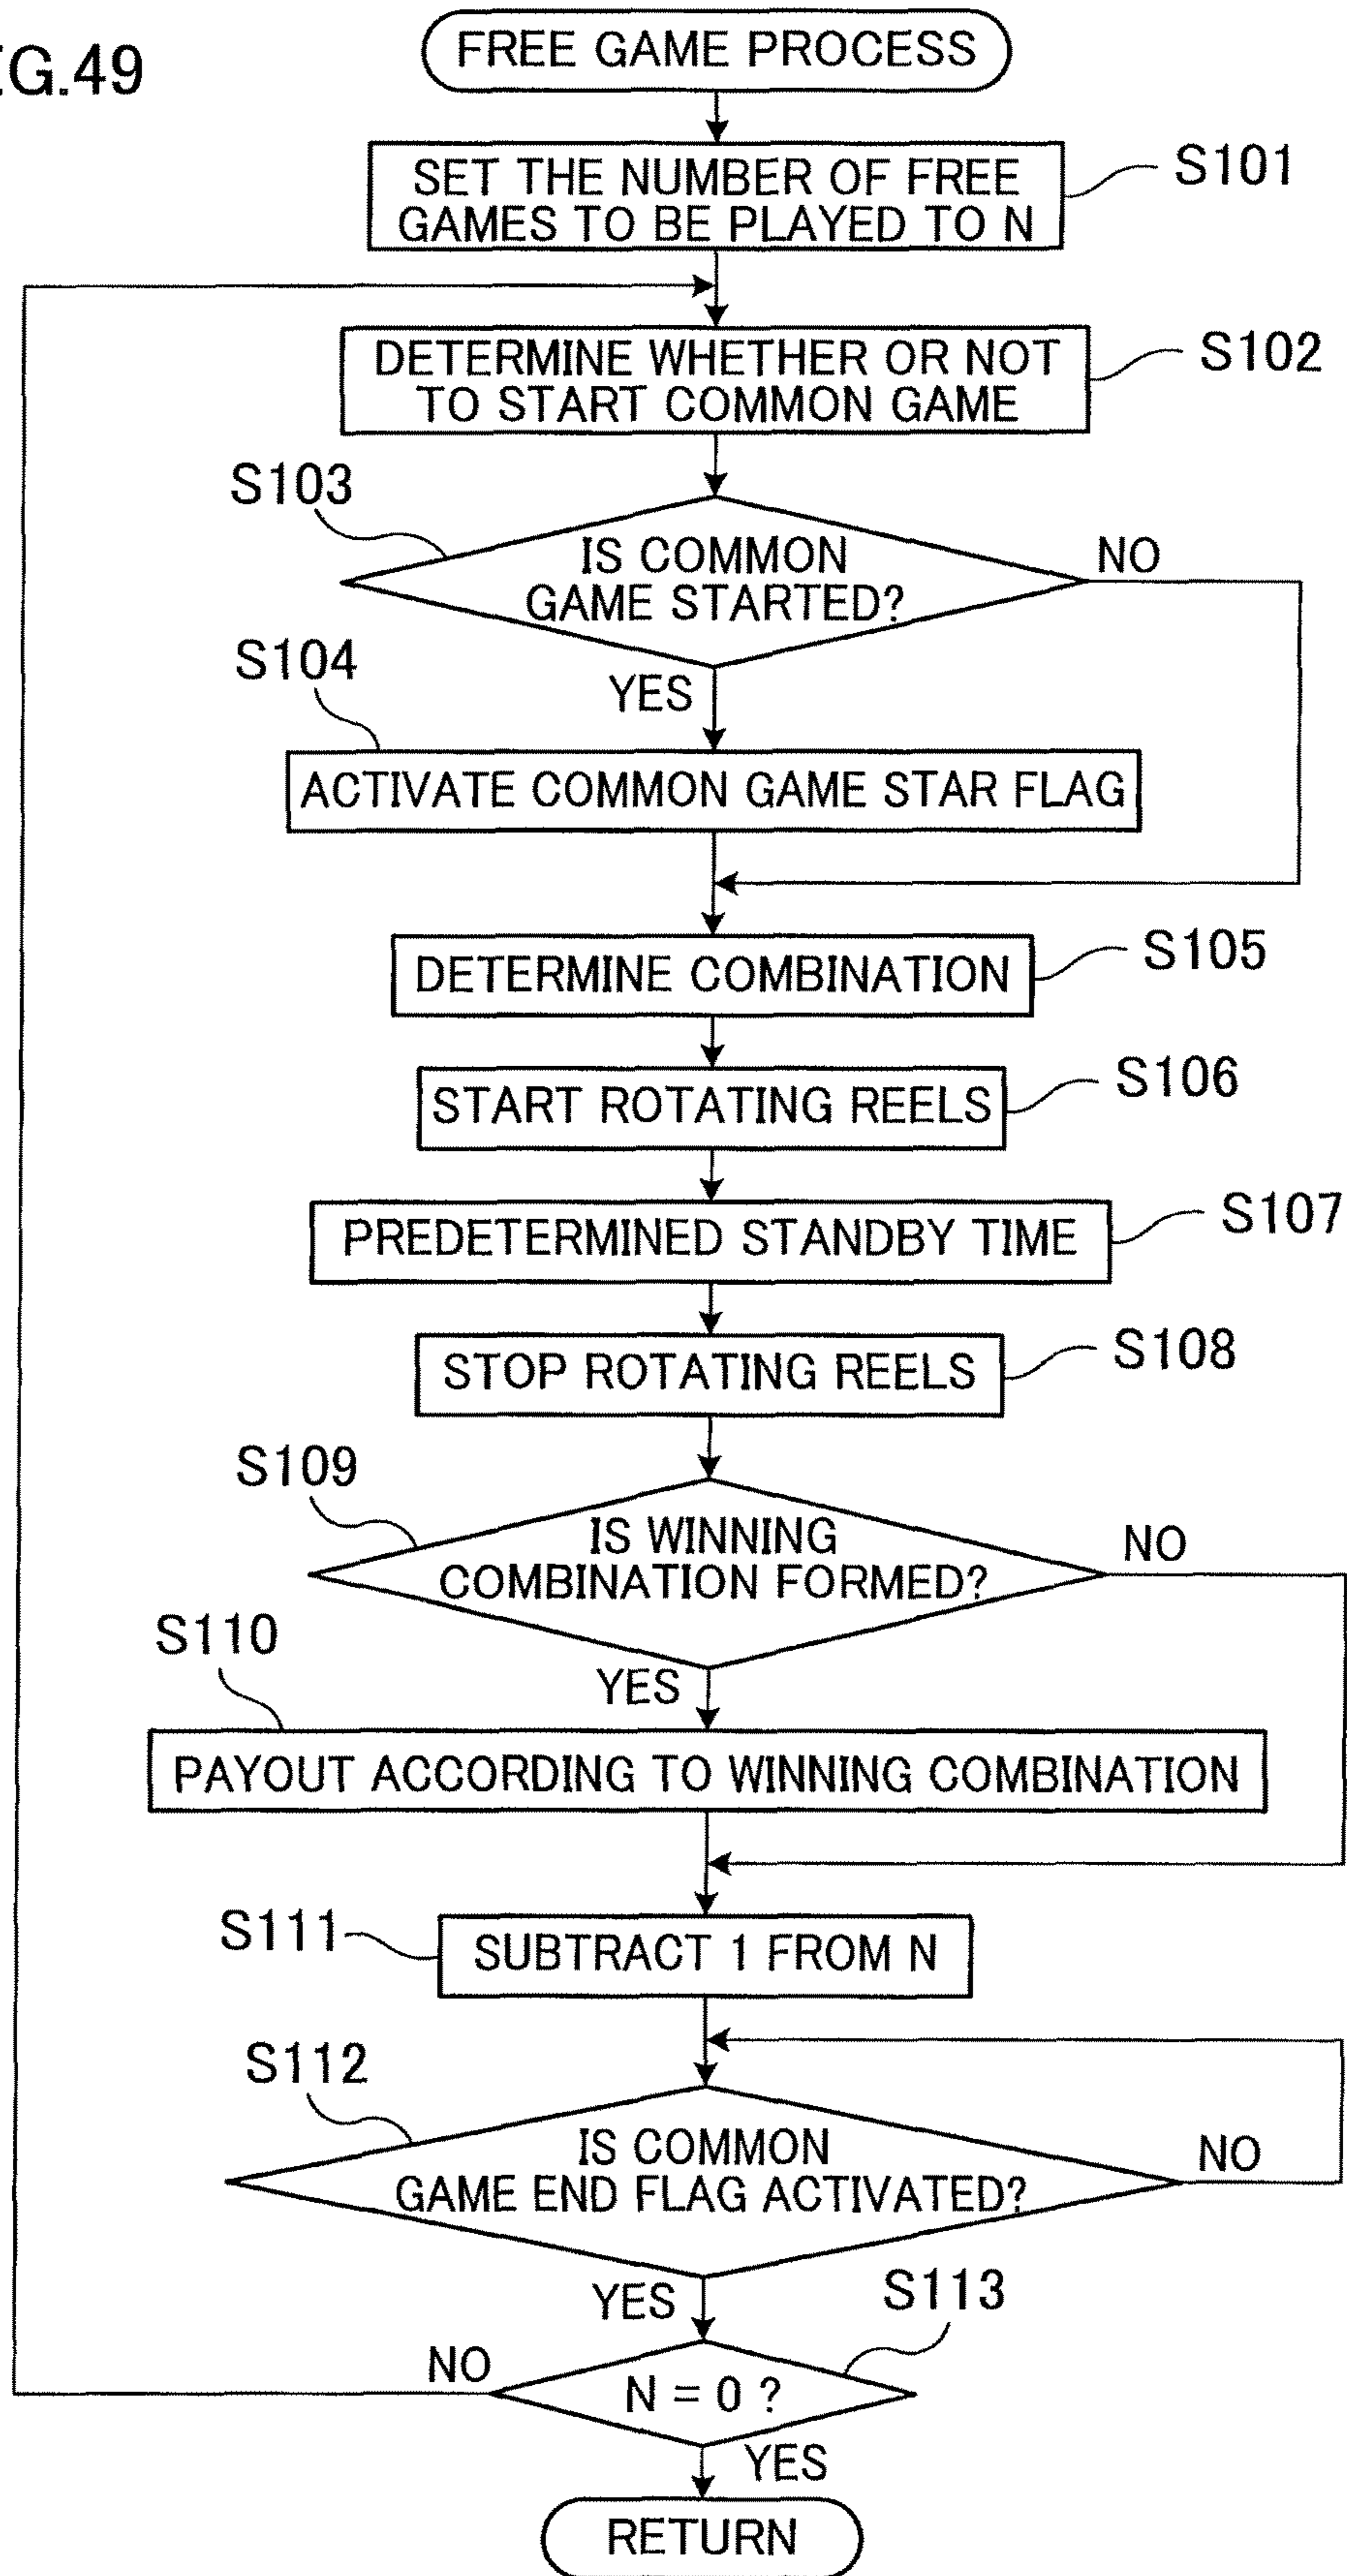 G.49
FREE GAME PROCESS
SET THE NUMBER OF FREE
GAMES TO BE PLAYED TO N
S101
DETERMINE WHETHER OR NOT
TO START COMMON GAME
S102
S103
IS COMMON
GAME STARTED?
NO
YES
S104
ACTIVATE COMMON GAME STAR FLAG
DETERMINE COMBINATION
S105
START ROTATING REELS
S106
PREDETERMINED STANDBY TIME
S107
STOP ROTATING REELS
S108
S109
IS WINNING
COMBINATION FORMED?
NO
YES
S110
PAYOUT ACCORDING TO WINNING COMBINATION
S111
SUBTRACT 1 FROM N
S112
IS COMMON
GAME END FLAG ACTIVATED?
NO
YES
S113
N = 0 ?
NO
YES
RETURN